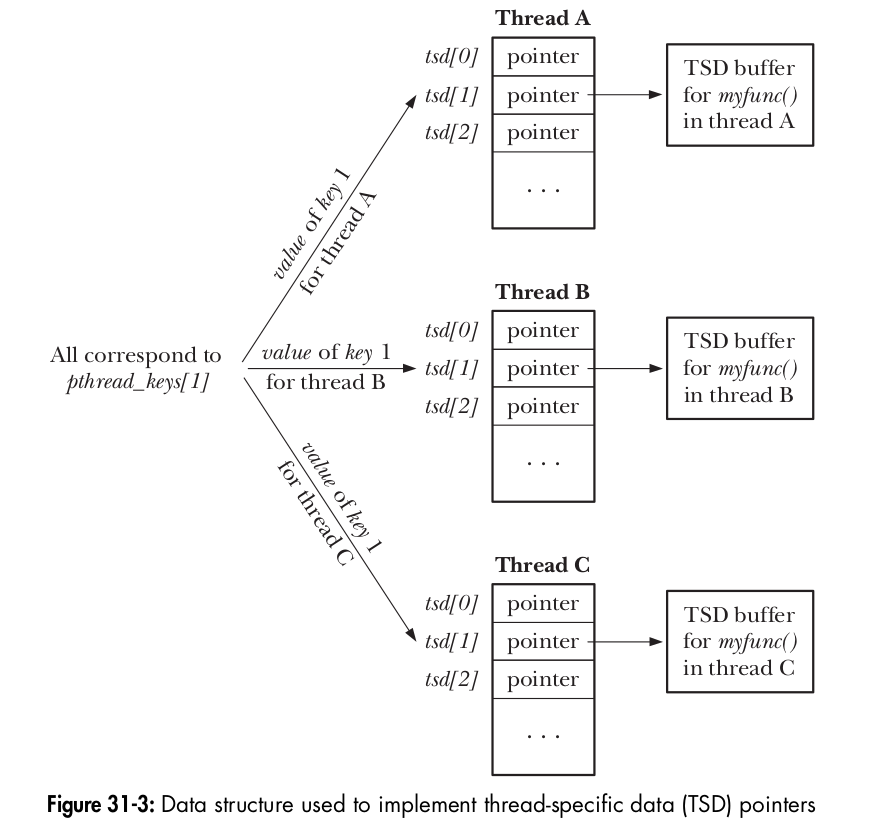 Thread A
tsd[0] pointer
tsd[1] pointer
tsd[2] pointer
. . .
TSD buffer
for myfunc()
in thread A
value of key 1
for thread A
All correspond to
pthread_keys[1]
value of key 1
for thread B
Thread B
tsd[0] pointer
tsd[1] pointer
tsd[2] pointer
. . .
TSD buffer
for myfunc()
in thread B
value of key 1
for thread C
Thread C
tsd[0] pointer
tsd[1] pointer
tsd[2] pointer
. . .
TSD buffer
for myfunc()
in thread C
Figure 31-3: Data structure used to implement thread-specific data (TSD) pointers